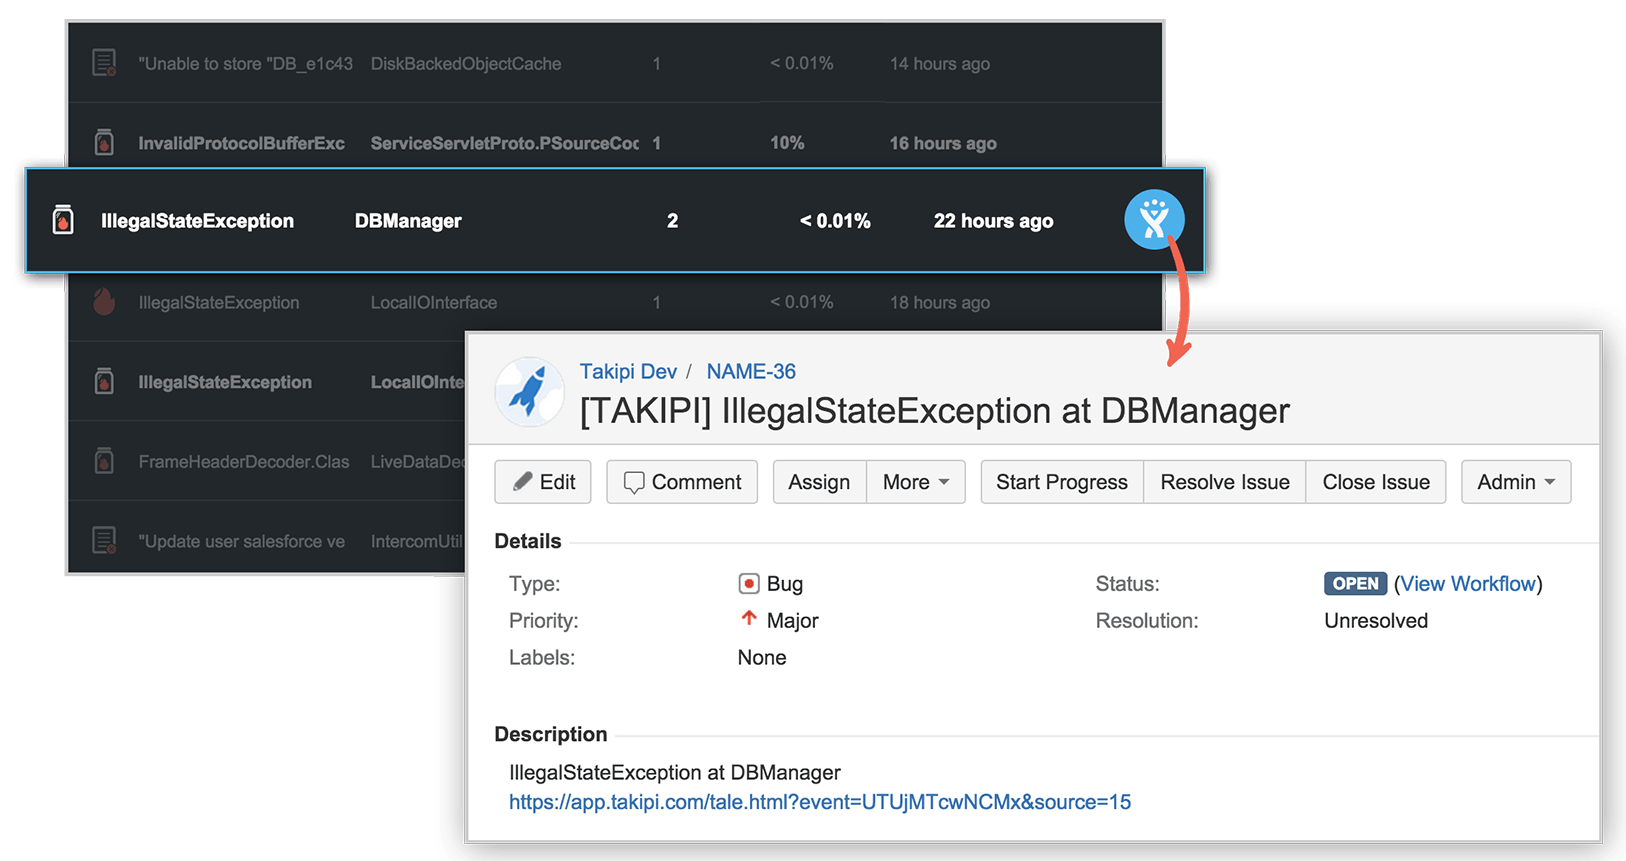 "Unable to store "DB_e1c43 DiskBackedObjectCache 1 < 0.01% 14 hours ago
InvalidProtocolBufferExc ServiceServletProto.PSourceCoc 1 10% 16 hours ago
IllegalStateException DBManager 2 < 0.01% 22 hours ago
IllegalStateException LocalIOInterface 1 < 0.01% 18 hours ago
IllegalStateException LocalIOInte
FrameHeaderDecoder.Clas LiveDataDec
"Update user salesforce ve IntercomUtil
Takipi Dev / NAME-36
[TAKIPI] IllegalStateException at DBManager
Edit Comment Assign More Start Progress Resolve Issue Close Issue Admin
Details
Type: Bug Status: OPEN (View Workflow)
Priority: Major Resolution: Unresolved
Labels: None
Description
IllegalStateException at DBManager
https://app.takipi.com/tale.html?event=UTUjMTcwNCMx&source=15